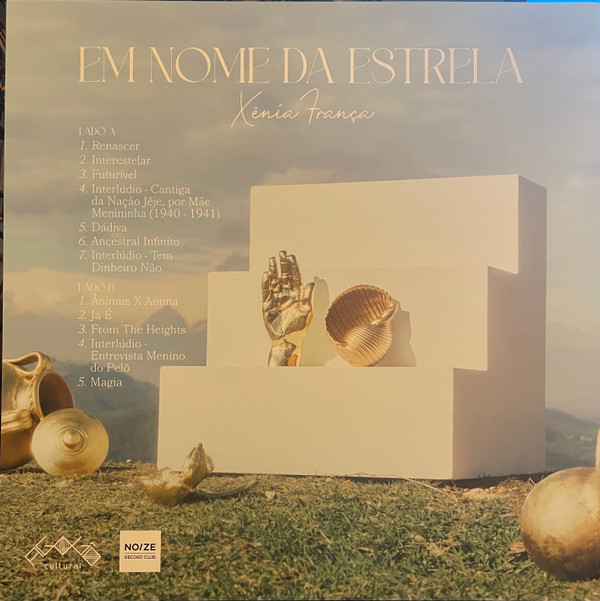 EM NOME DA ESTRELA
Xênia França
LADO A
1. Renascer
2. Interestelar
3. Futurível
4. Interlúdio - Cantiga
da Nação Jêje, por Mãe
Menininha (1940 - 1941)
5. Dádiva
6. Ancestral Infinito
7. Interlúdio - Tem
Dinheiro Não
LADO B
1. Ânimus X Anima
2. Já É
3. From The Heights
4. Interlúdio -
Entrevista Menino
do Pelô
5. Magia
cultural
NO/ZE
RECORD CLUB